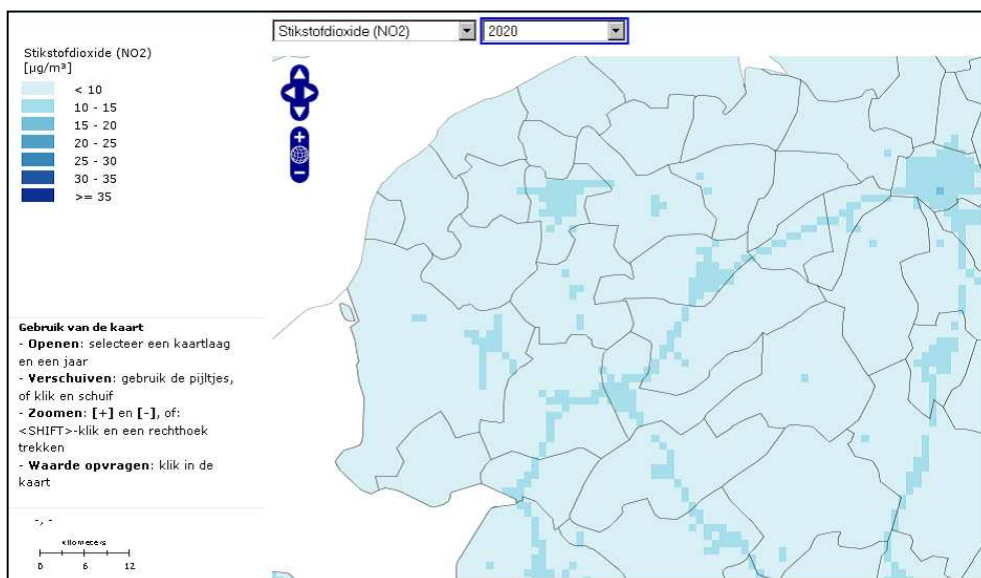 Stikstofdioxide (NO2)
2020
Stikstofdioxide (NO2)
[µg/m³]
< 10
10 - 15
15 - 20
20 - 25
25 - 30
30 - 35
>= 35
Gebruik van de kaart
- Openen: selecteer een kaartlaag
en een jaar
- Verschuiven: gebruik de pijltjes,
of klik en schuif
- Zoomen: [+] en [-], of:
<SHIFT>-klik en een rechthoek
trekken
- Waarde opvragen: klik in de
kaart
-, -
Kilometers
0 6 12